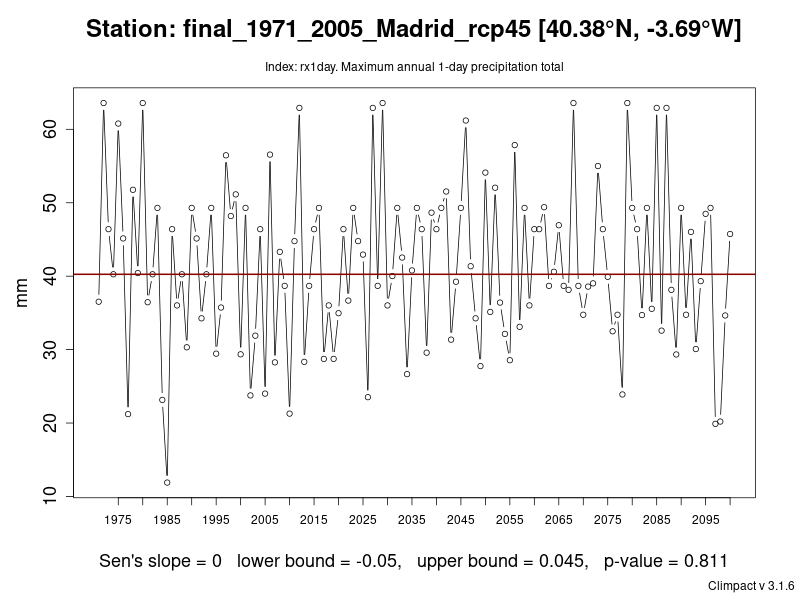 Station: final_1971_2005_Madrid_rcp45 [40.38°N, -3.69°W]
Index: rx1day. Maximum annual 1-day precipitation total
60
50
40
30
20
10
mm
1975 1985 1995 2005 2015 2025 2035 2045 2055 2065 2075 2085 2095
Sen's slope = 0 lower bound = -0.05, upper bound = 0.045, p-value = 0.811
Climpact v 3.1.6